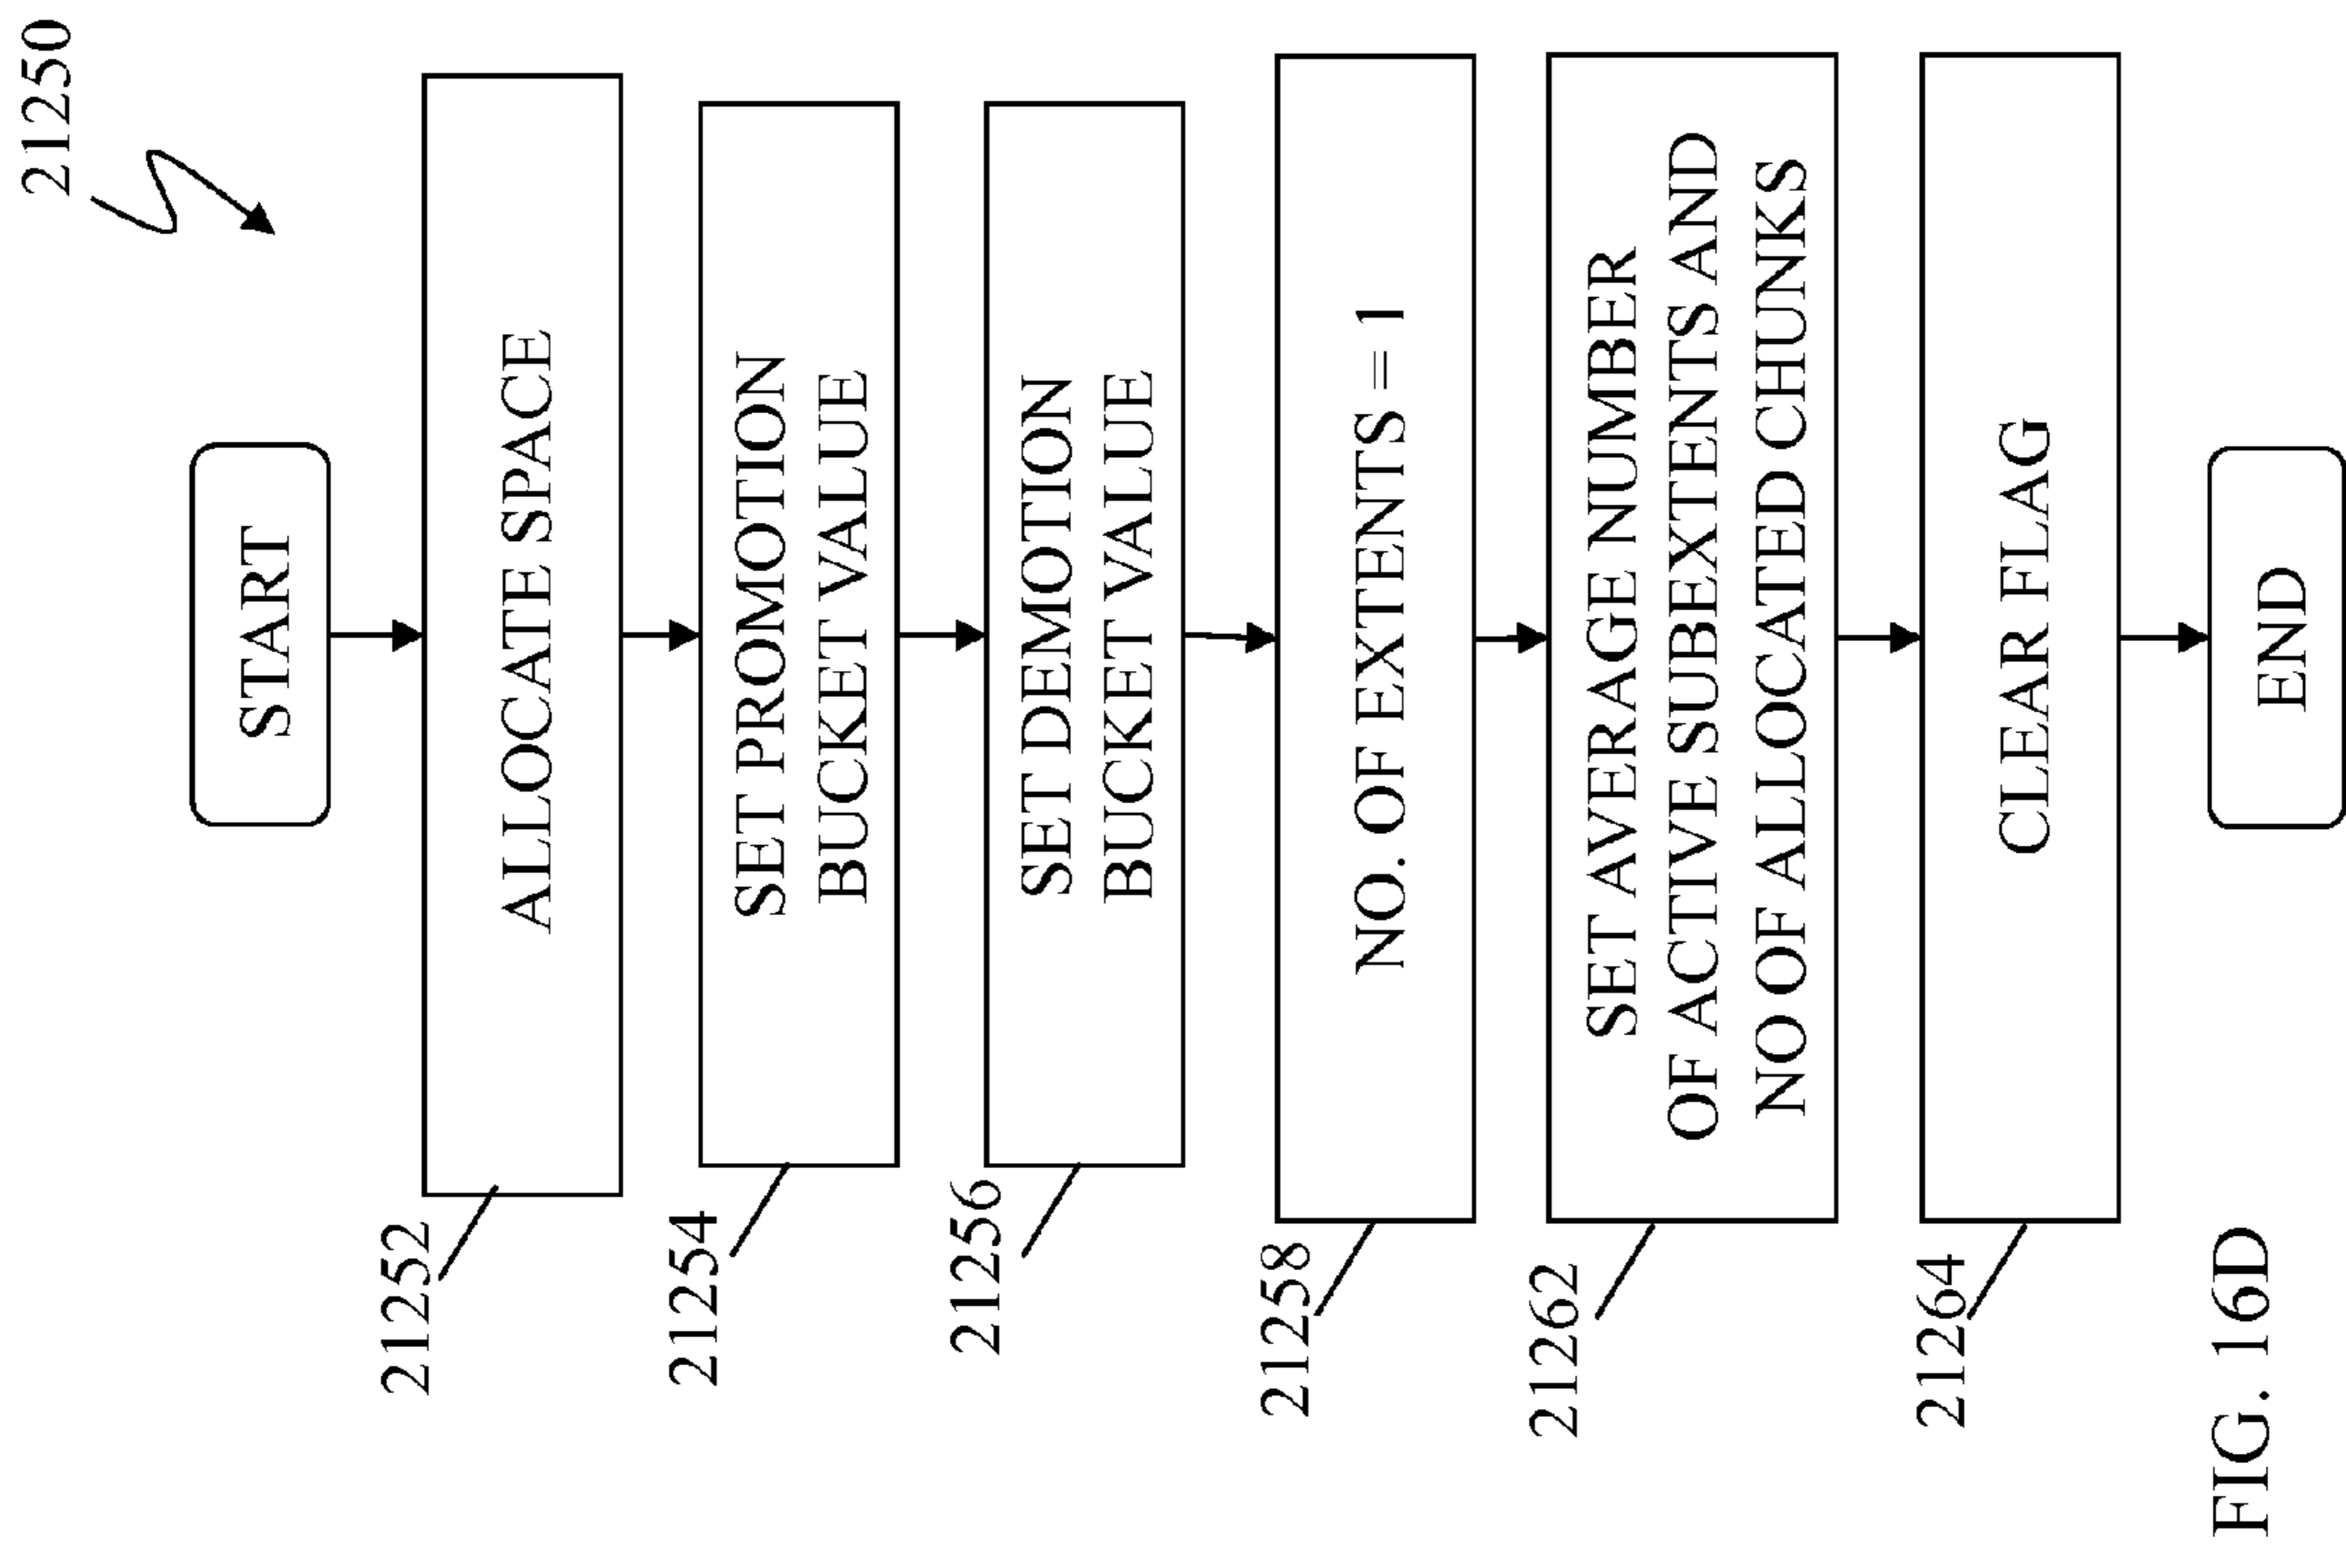 21250
START
21252
ALLOCATE SPACE
21254
SET PROMOTION
BUCKET VALUE
21256
SET DEMOTION
BUCKET VALUE
21258
NO. OF EXTENTS = 1
21262
SET AVERAGE NUMBER
OF ACTIVE SUBEXTENTS AND
NO OF ALLOCATED CHUNKS
21264
CLEAR FLAG
END
FIG. 16D